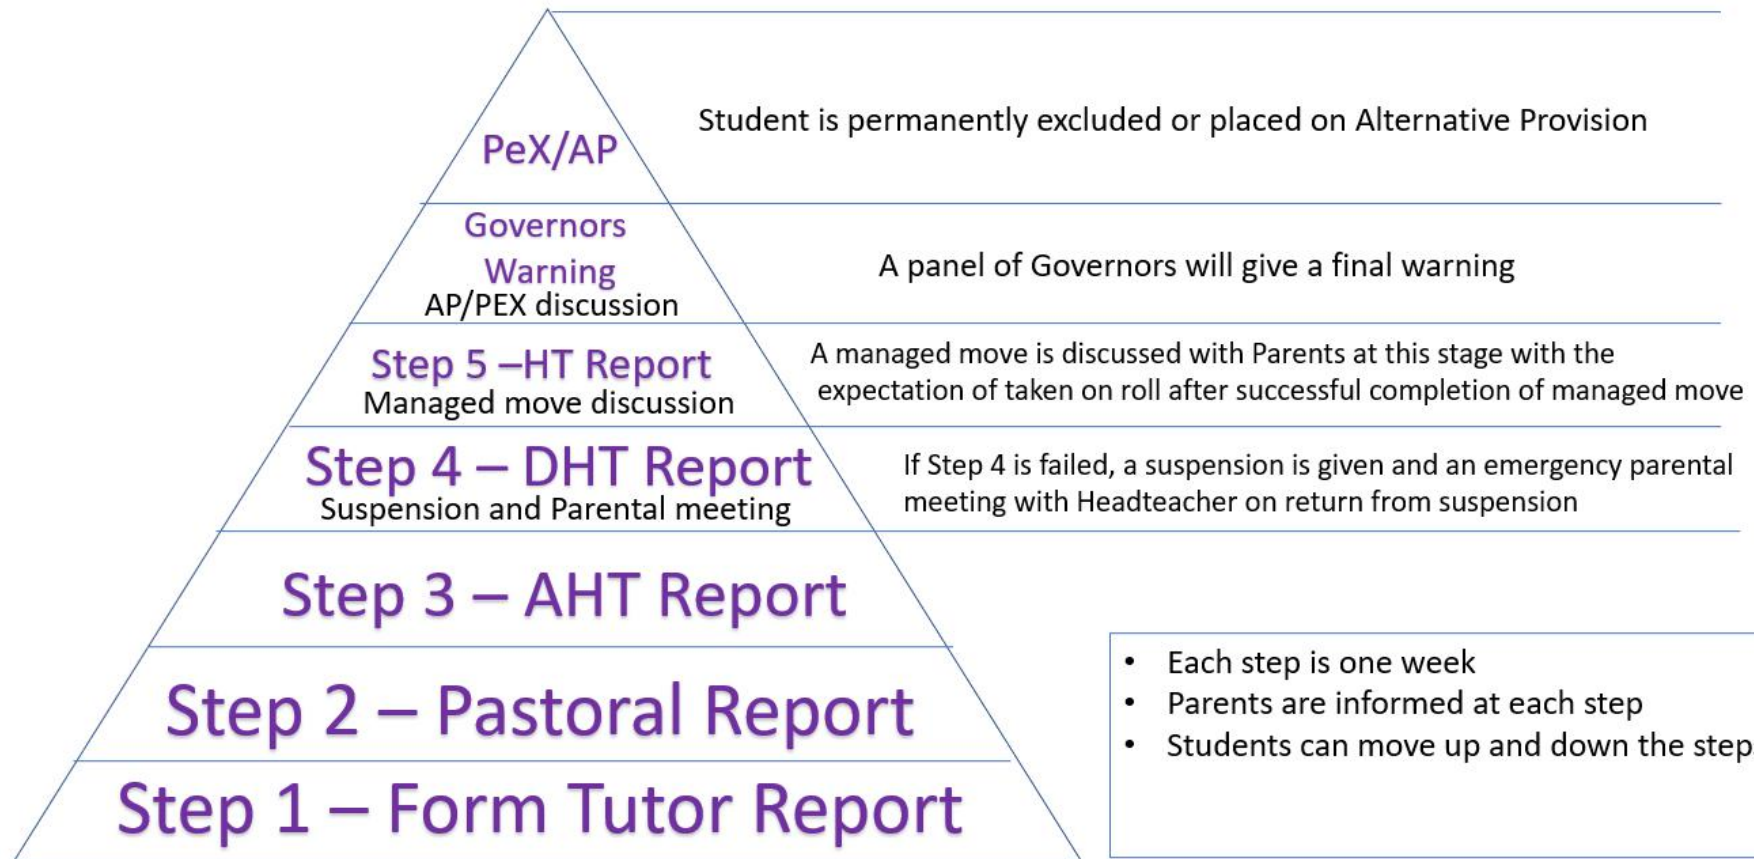 PeX/AP
Student is permanently excluded or placed on Alternative Provision
Governors
Warning
AP/PEX discussion
A panel of Governors will give a final warning
Step 5 –HT Report
Managed move discussion
A managed move is discussed with Parents at this stage with the
expectation of taken on roll after successful completion of managed move
Step 4 – DHT Report
Suspension and Parental meeting
If Step 4 is failed, a suspension is given and an emergency parental
meeting with Headteacher on return from suspension
Step 3 – AHT Report
Step 2 – Pastoral Report
Step 1 – Form Tutor Report
• Each step is one week
• Parents are informed at each step
• Students can move up and down the steps